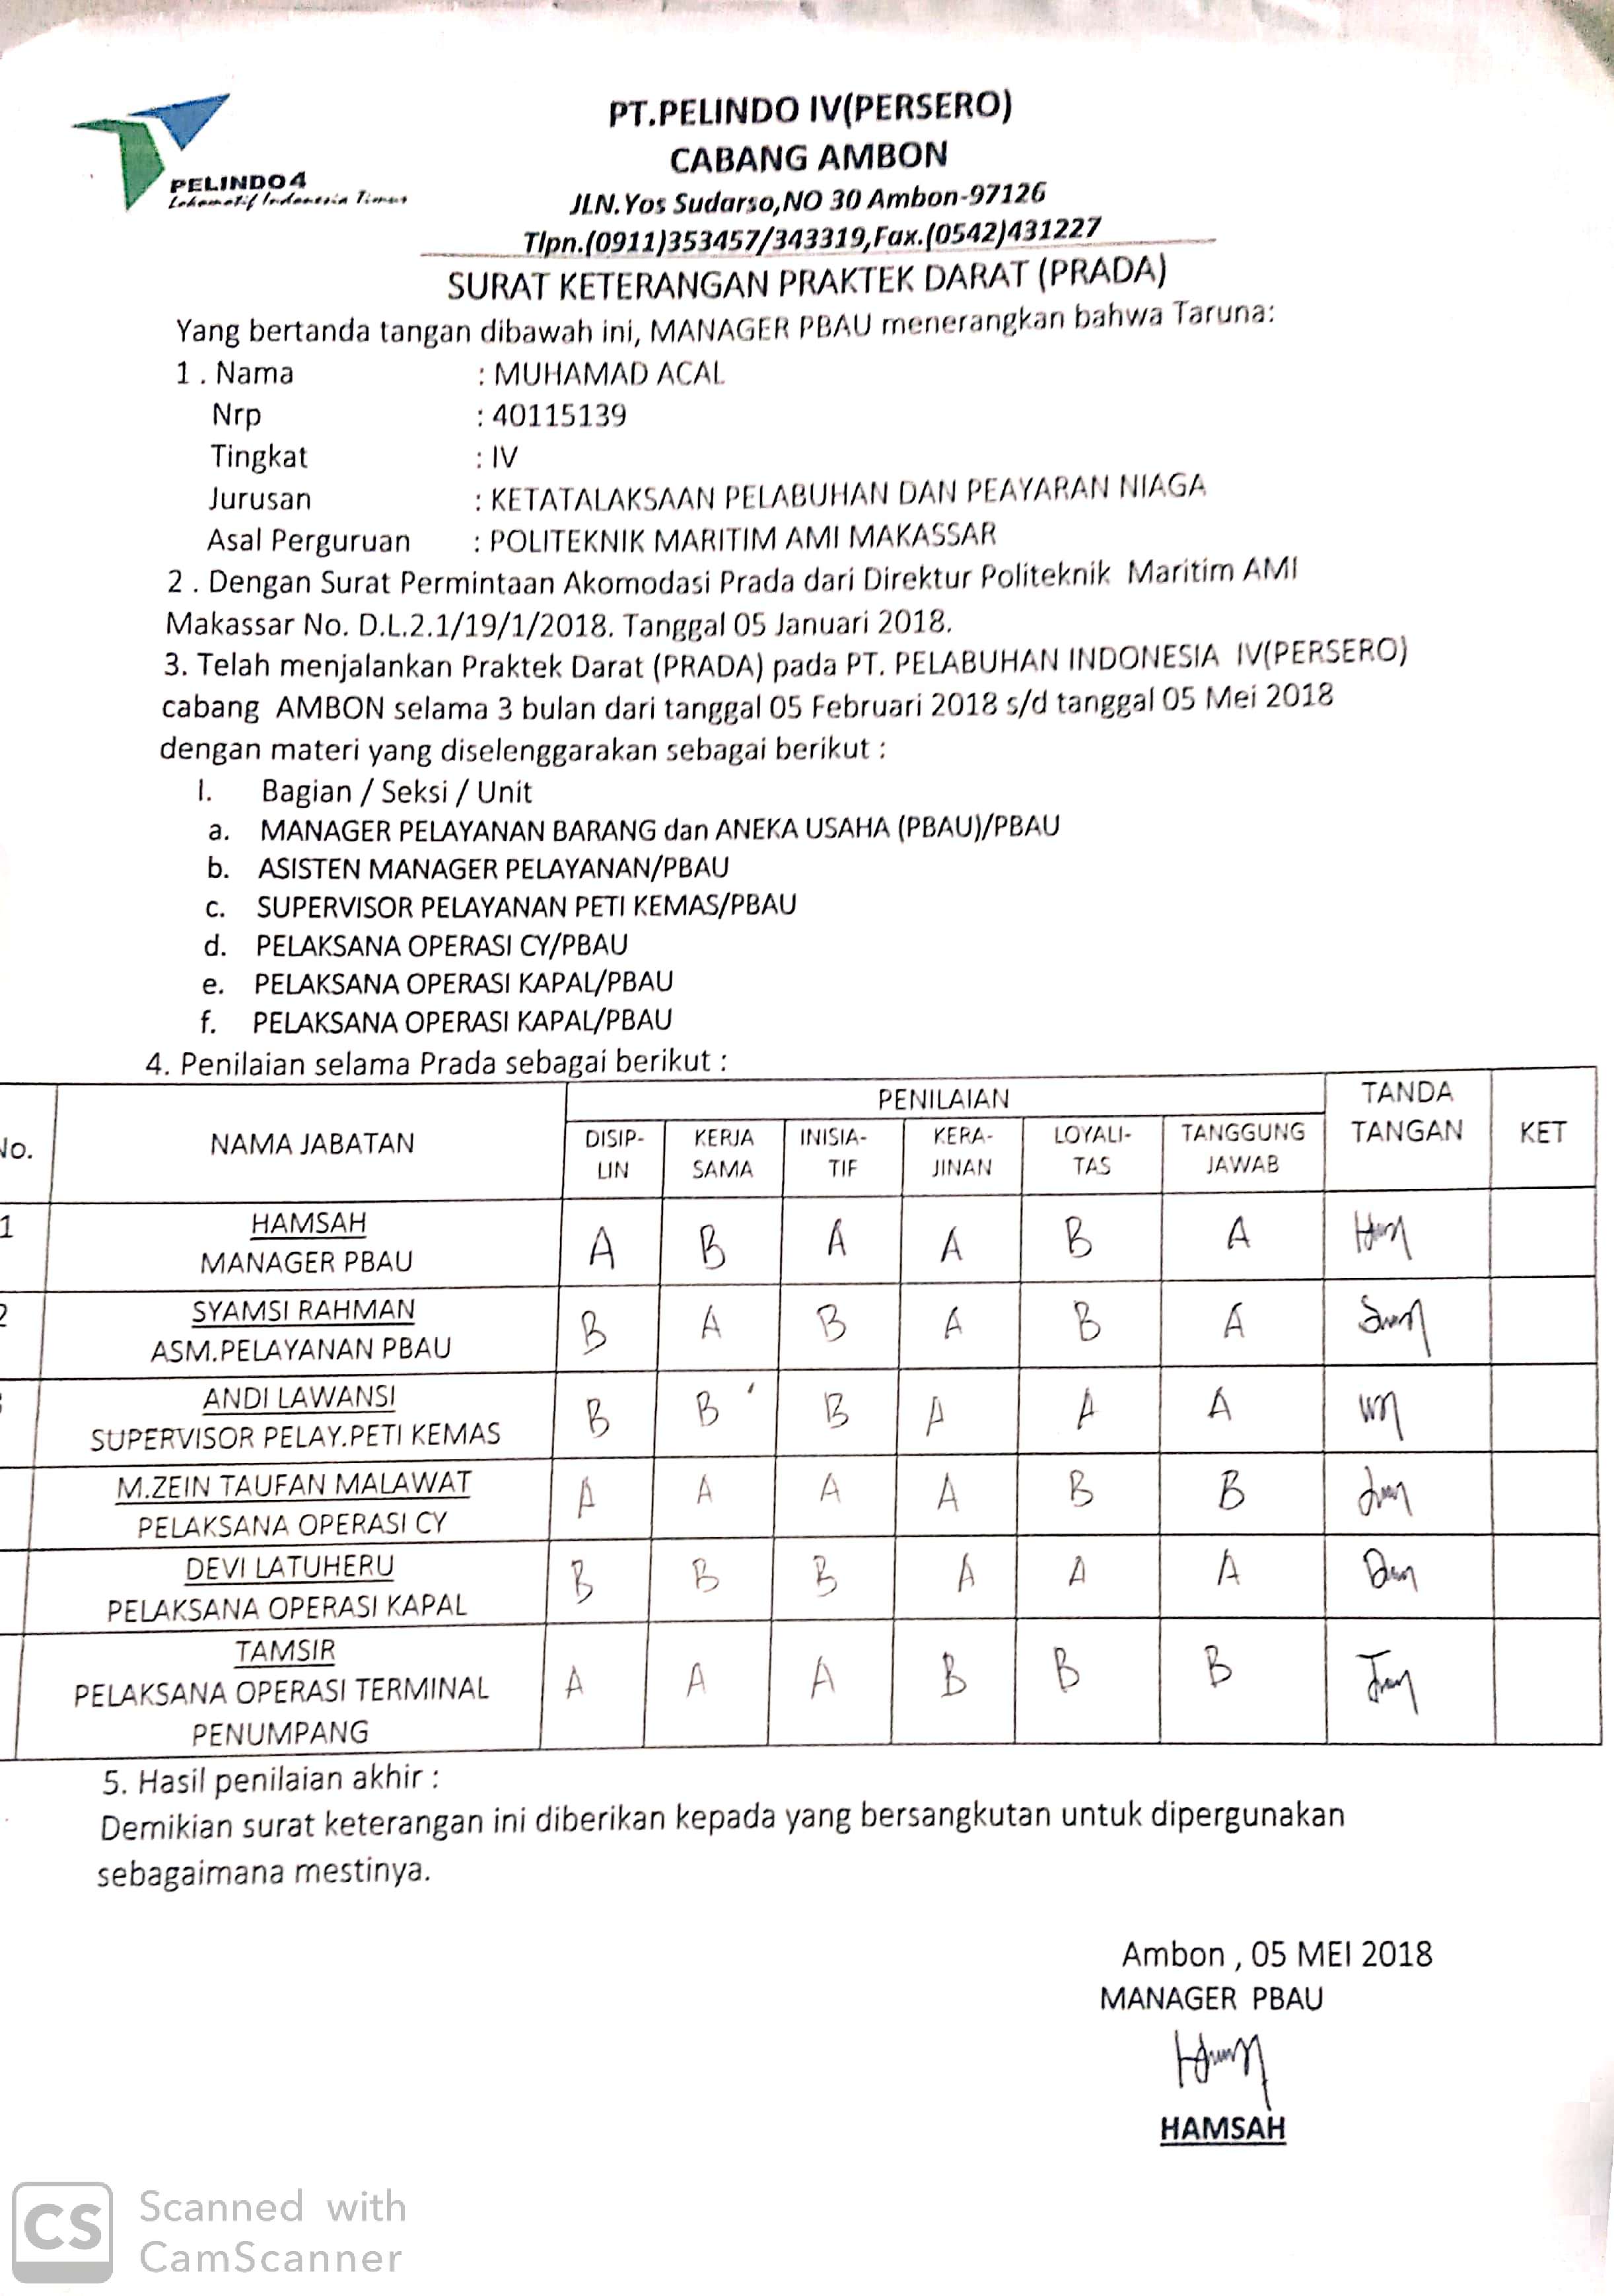 PELINDO4
Lokomotif Indonesia Timur
PT.PELINDO IV(PERSERO)
CABANG AMBON
JLN.Yos Sudarso,NO 30 Ambon-97126
Tlpn.(0911)353457/343319,Fax.(0542)431227
SURAT KETERANGAN PRAKTEK DARAT (PRADA)
Yang bertanda tangan dibawah ini, MANAGER PBAU menerangkan bahwa Taruna:
1 . Nama : MUHAMAD ACAL
Nrp : 40115139
Tingkat : IV
Jurusan : KETATALAKSAAN PELABUHAN DAN PEAYARAN NIAGA
Asal Perguruan : POLITEKNIK MARITIM AMI MAKASSAR
2 . Dengan Surat Permintaan Akomodasi Prada dari Direktur Politeknik Maritim AMI
Makassar No. D.L.2.1/19/1/2018. Tanggal 05 Januari 2018.
3. Telah menjalankan Praktek Darat (PRADA) pada PT. PELABUHAN INDONESIA IV(PERSERO)
cabang AMBON selama 3 bulan dari tanggal 05 Februari 2018 s/d tanggal 05 Mei 2018
dengan materi yang diselenggarakan sebagai berikut :
I. Bagian / Seksi / Unit
a. MANAGER PELAYANAN BARANG dan ANEKA USAHA (PBAU)/PBAU
b. ASISTEN MANAGER PELAYANAN/PBAU
c. SUPERVISOR PELAYANAN PETI KEMAS/PBAU
d. PELAKSANA OPERASI CY/PBAU
e. PELAKSANA OPERASI KAPAL/PBAU
f. PELAKSANA OPERASI KAPAL/PBAU
4. Penilaian selama Prada sebagai berikut :
No. NAMA JABATAN PENILAIAN TANDA TANGAN KET
DISIP-LIN KERJA SAMA INISIA-TIF KERA-JINAN LOYALI-TAS TANGGUNG JAWAB
1 HAMSAH
MANAGER PBAU A B A A B A
2 SYAMSI RAHMAN
ASM.PELAYANAN PBAU B A B A B A
ANDI LAWANSI
SUPERVISOR PELAY.PETI KEMAS B B B A A A
M.ZEIN TAUFAN MALAWAT
PELAKSANA OPERASI CY A A A A B B
DEVI LATUHERU
PELAKSANA OPERASI KAPAL B B B A A A
TAMSIR
PELAKSANA OPERASI TERMINAL
PENUMPANG A A A B B B
5. Hasil penilaian akhir :
Demikian surat keterangan ini diberikan kepada yang bersangkutan untuk dipergunakan
sebagaimana mestinya.
Ambon , 05 MEI 2018
MANAGER PBAU
HAMSAH
CS Scanned with
CamScanner